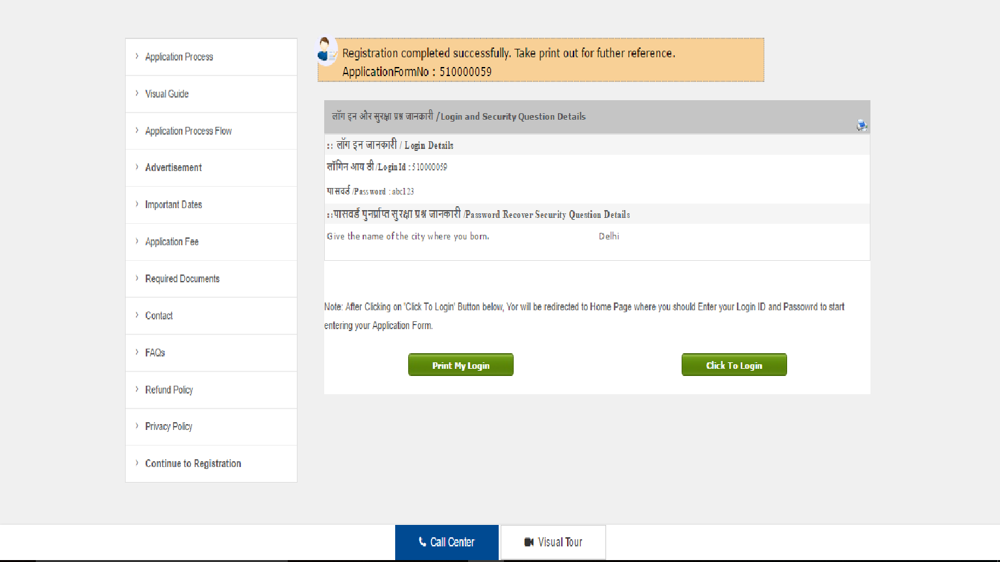 Application Process
Visual Guide
Application Process Flow
Advertisement
Important Dates
Application Fee
Required Documents
Contact
FAQs
Refund Policy
Privacy Policy
Continue to Registration
Registration completed successfully. Take print out for futher reference.
ApplicationFormNo : 510000059
लॉग इन और सुरक्षा प्रश्न जानकारी /Login and Security Question Details
:: लॉग इन जानकारी / Login Details
लॉगिन आय डी /Login Id : 510000059
पासवर्ड /Password : abc123
::पासवर्ड पुनर्प्राप्त सुरक्षा प्रश्न जानकारी /Password Recover Security Question Details
Give the name of the city where you born. Delhi
Note: After Clicking on 'Click To Login' Button below, Yor will be redirected to Home Page where you should Enter your Login ID and Passowrd to start
entering your Application Form.
Print My Login Click To Login
Call Center Visual Tour